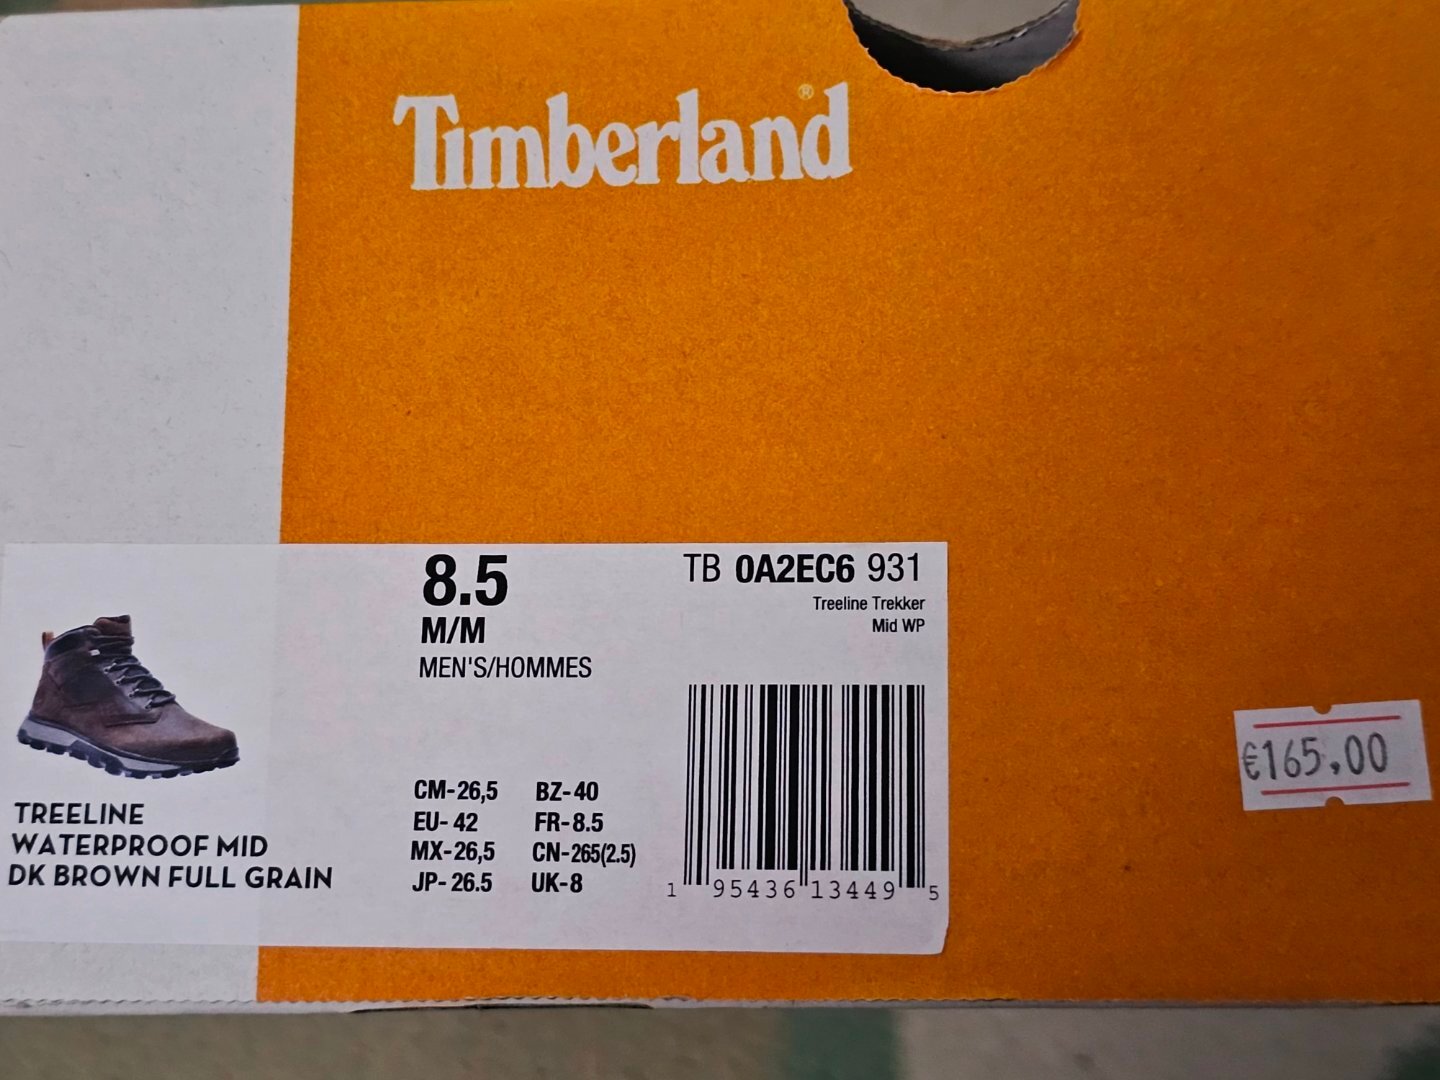 Timberland®
8.5
M/M
MEN'S/HOMMES
TB 0A2EC6 931
Treeline Trekker
Mid WP
TREELINE
WATERPROOF MID
DK BROWN FULL GRAIN
CM-26,5 BZ-40
EU-42 FR-8.5
MX-26,5 CN-265(2.5)
JP-26.5 UK-8
1 95436 13449 5
€165.00